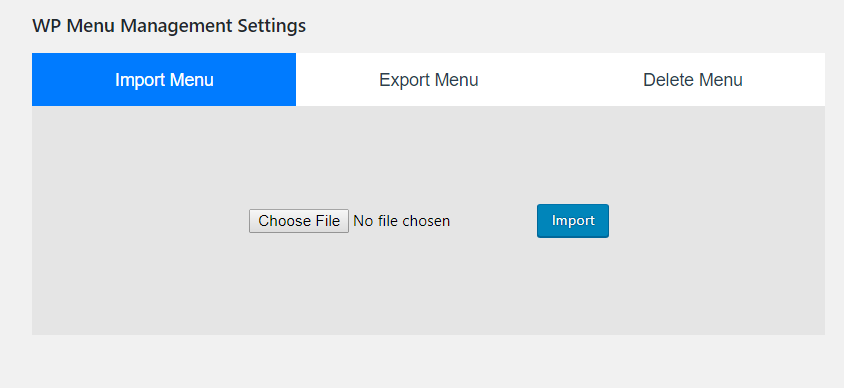 WP Menu Management Settings
Import Menu Export Menu Delete Menu
Choose File No file chosen Import